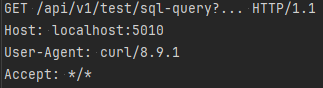 GET /api/v1/test/sql-query?... HTTP/1.1
Host: localhost:5010
User-Agent: curl/8.9.1
Accept: */*